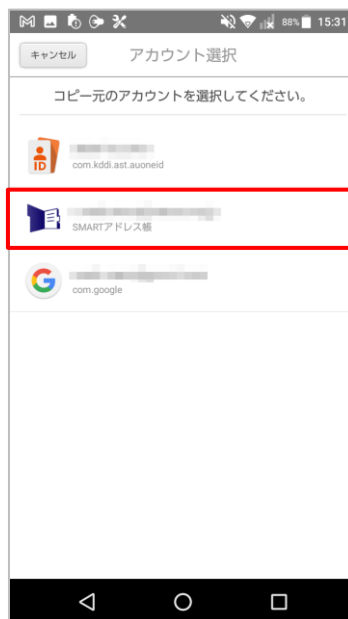 88% 15:31
キャンセル アカウント選択
コピー元のアカウントを選択してください。
ID
com.kddi.ast.auoneid
SMARTアドレス帳
G
com.google